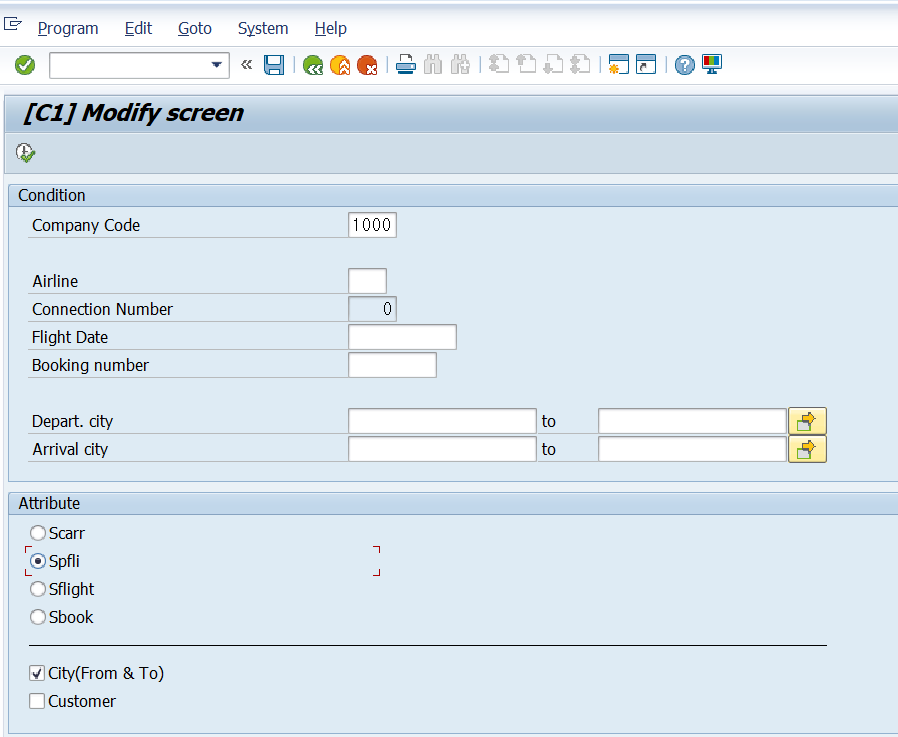 Program Edit Goto System Help
«
[C1] Modify screen
Condition
Company Code 1000
Airline
Connection Number 0
Flight Date
Booking number
Depart. city to
Arrival city to
Attribute
Scarr
Spfli
Sflight
Sbook
City(From & To)
Customer